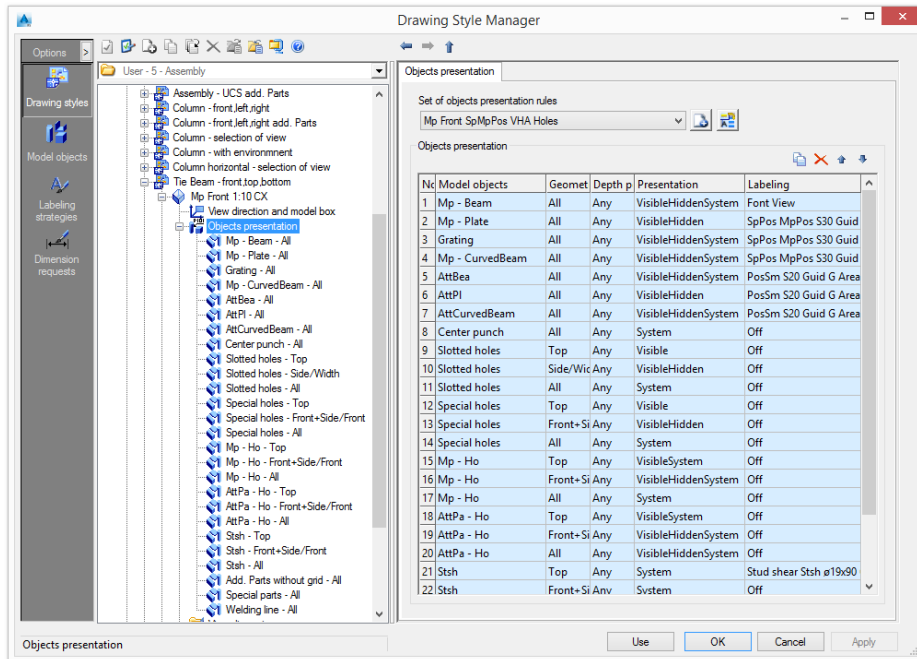 Drawing Style Manager
Options
Drawing styles
Model objects
Labeling
strategies
Dimension
requests
User - 5 - Assembly
Assembly - UCS add. Parts
Column - front,left,right
Column - front,left,right add. Parts
Column - selection of view
Column - with environmnent
Column horizontal - selection of view
Tie Beam -front,top,bottom
Mp Front 1:10 CX
View direction and model box
Objects presentation
Mp - Beam - All
Mp - Plate - All
Grating - All
Mp - CurvedBeam - All
AttBea - All
AttPl - All
AttCurvedBeam - All
Center punch - All
Slotted holes - Top
Slotted holes - Side/Width
Slotted holes - All
Special holes - Top
Special holes - Front+Side/Front
Special holes - All
Mp - Ho - Top
Mp - Ho - Front+Side/Front
Mp - Ho - All
AttPa - Ho - Top
AttPa - Ho - Front+Side/Front
AttPa - Ho - All
Stsh - Top
Stsh - Front+Side/Front
Stsh - All
Add. Parts without grid - All
Special parts - All
Welding line - All
Objects presentation
Set of objects presentation rules
Mp Front SpMpPos VHA Holes
Objects presentation
Nc Model objects Geomet Depth p Presentation Labeling
1 Mp - Beam All Any VisibleHiddenSystem Font View
2 Mp - Plate All Any VisibleHidden SpPos MpPos S30 Guid
3 Grating All Any VisibleHiddenSystem SpPos MpPos S30 Guid
4 Mp - CurvedBeam All Any VisibleHiddenSystem SpPos MpPos S30 Guid
5 AttBea All Any VisibleHiddenSystem PosSm S20 Guid G Area
6 AttPl All Any VisibleHidden PosSm S20 Guid G Area
7 AttCurvedBeam All Any VisibleHiddenSystem PosSm S20 Guid G Area
8 Center punch All Any System Off
9 Slotted holes Top Any Visible Off
10 Slotted holes Side/Wic Any VisibleHidden Off
11 Slotted holes All Any System Off
12 Special holes Top Any Visible Off
13 Special holes Front+Si Any VisibleHidden Off
14 Special holes All Any System Off
15 Mp - Ho Top Any VisibleSystem Off
16 Mp - Ho Front+Si Any VisibleHiddenSystem Off
17 Mp - Ho All Any System Off
18 AttPa - Ho Top Any VisibleSystem Off
19 AttPa - Ho Front+Si Any VisibleHiddenSystem Off
20 AttPa - Ho All Any VisibleHiddenSystem Off
21 Stsh Top Any System Stud shear Stsh ø19x90
22 Stsh Front+Si Any System Off
Objects presentation
Use
OK
Cancel
Apply